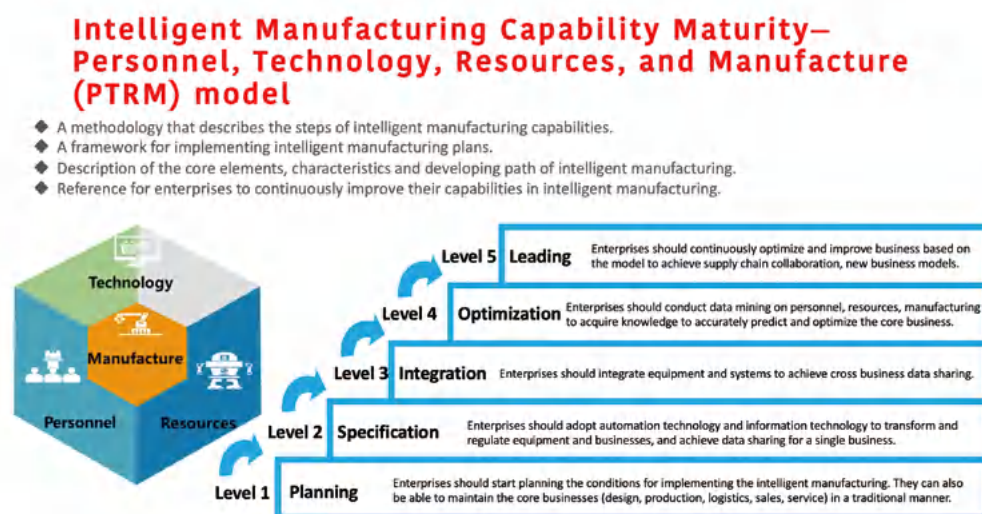 Intelligent Manufacturing Capability Maturity—
Personnel, Technology, Resources, and Manufacture
(PTRM) model
◆ A methodology that describes the steps of intelligent manufacturing capabilities.
◆ A framework for implementing intelligent manufacturing plans.
◆ Description of the core elements, characteristics and developing path of intelligent manufacturing.
◆ Reference for enterprises to continuously improve their capabilities in intelligent manufacturing.
Technology
Manufacture
Personnel
Resources
Level 5 Leading
Enterprises should continuously optimize and improve business based on
the model to achieve supply chain collaboration, new business models.
Level 4 Optimization
Enterprises should conduct data mining on personnel, resources, manufacturing
to acquire knowledge to accurately predict and optimize the core business.
Level 3 Integration
Enterprises should integrate equipment and systems to achieve cross business data sharing.
Level 2 Specification
Enterprises should adopt automation technology and information technology to transform and
regulate equipment and businesses, and achieve data sharing for a single business.
Level 1 Planning
Enterprises should start planning the conditions for implementing the intelligent manufacturing. They can also
be able to maintain the core businesses (design, production, logistics, sales, service) in a traditional manner.